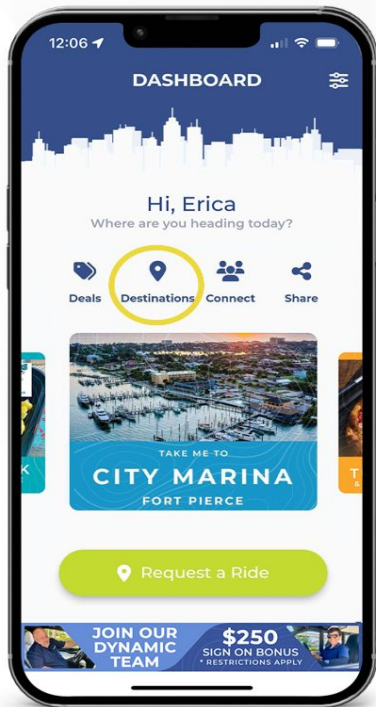 12:06
DASHBOARD
Hi, Erica
Where are you heading today?
Deals
Destinations
Connect
Share
TAKE ME TO
CITY MARINA
FORT PIERCE
Request a Ride
JOIN OUR
DYNAMIC
TEAM
$250
SIGN ON BONUS
* RESTRICTIONS APPLY